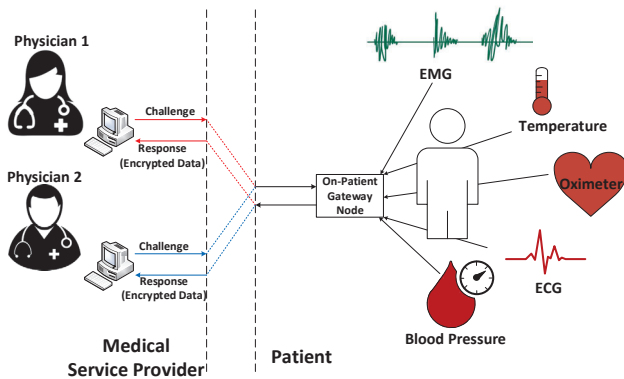 Physician 1
Challenge
Response
(Encrypted Data)
Physician 2
Challenge
Response
(Encrypted Data)
Medical
Service Provider
Patient
On-Patient
Gateway
Node
EMG
Temperature
Oximeter
ECG
Blood Pressure